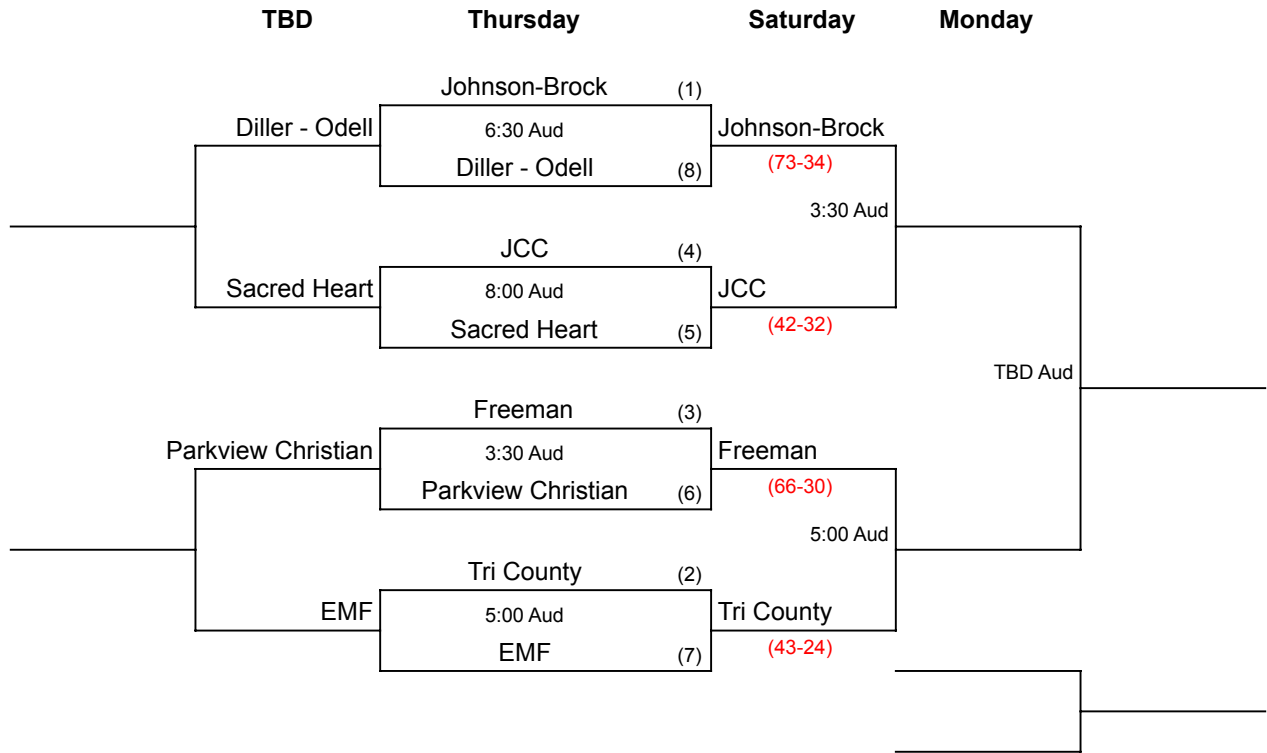 TBD Thursday Saturday Monday
Johnson-Brock (1)
Diller - Odell 6:30 Aud Johnson-Brock
Diller - Odell (8) (73-34)
3:30 Aud
JCC (4)
Sacred Heart 8:00 Aud JCC
Sacred Heart (5) (42-32)
TBD Aud
Freeman (3)
Parkview Christian 3:30 Aud Freeman
Parkview Christian (6) (66-30)
5:00 Aud
Tri County (2)
EMF 5:00 Aud Tri County
EMF (7) (43-24)